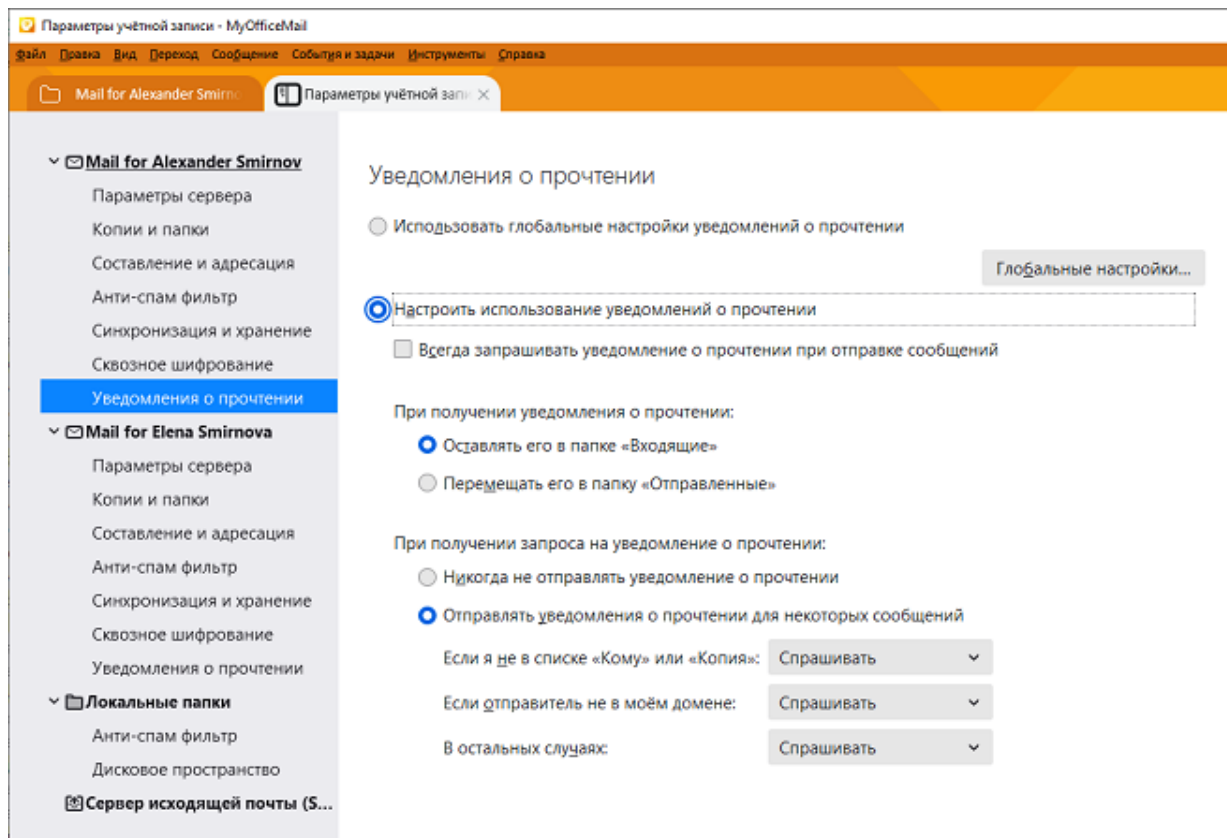 Параметры учётной записи - MyOfficeMail
Файл Правка Вид Переход Сообщение События и задачи Инструменты Справка
Mail for Alexander Smirno
Параметры учётной запи
Mail for Alexander Smirnov
Параметры сервера
Копии и папки
Составление и адресация
Анти-спам фильтр
Синхронизация и хранение
Сквозное шифрование
Уведомления о прочтении
Mail for Elena Smirnova
Параметры сервера
Копии и папки
Составление и адресация
Анти-спам фильтр
Синхронизация и хранение
Сквозное шифрование
Уведомления о прочтении
Локальные папки
Анти-спам фильтр
Дисковое пространство
Сервер исходящей почты (S...
Уведомления о прочтении
Использовать глобальные настройки уведомлений о прочтении
Глобальные настройки...
Настроить использование уведомлений о прочтении
Всегда запрашивать уведомление о прочтении при отправке сообщений
При получении уведомления о прочтении:
Оставлять его в папке «Входящие»
Перемещать его в папку «Отправленные»
При получении запроса на уведомление о прочтении:
Никогда не отправлять уведомление о прочтении
Отправлять уведомления о прочтении для некоторых сообщений
Если я не в списке «Кому» или «Копия»: Спрашивать
Если отправитель не в моём домене: Спрашивать
В остальных случаях: Спрашивать